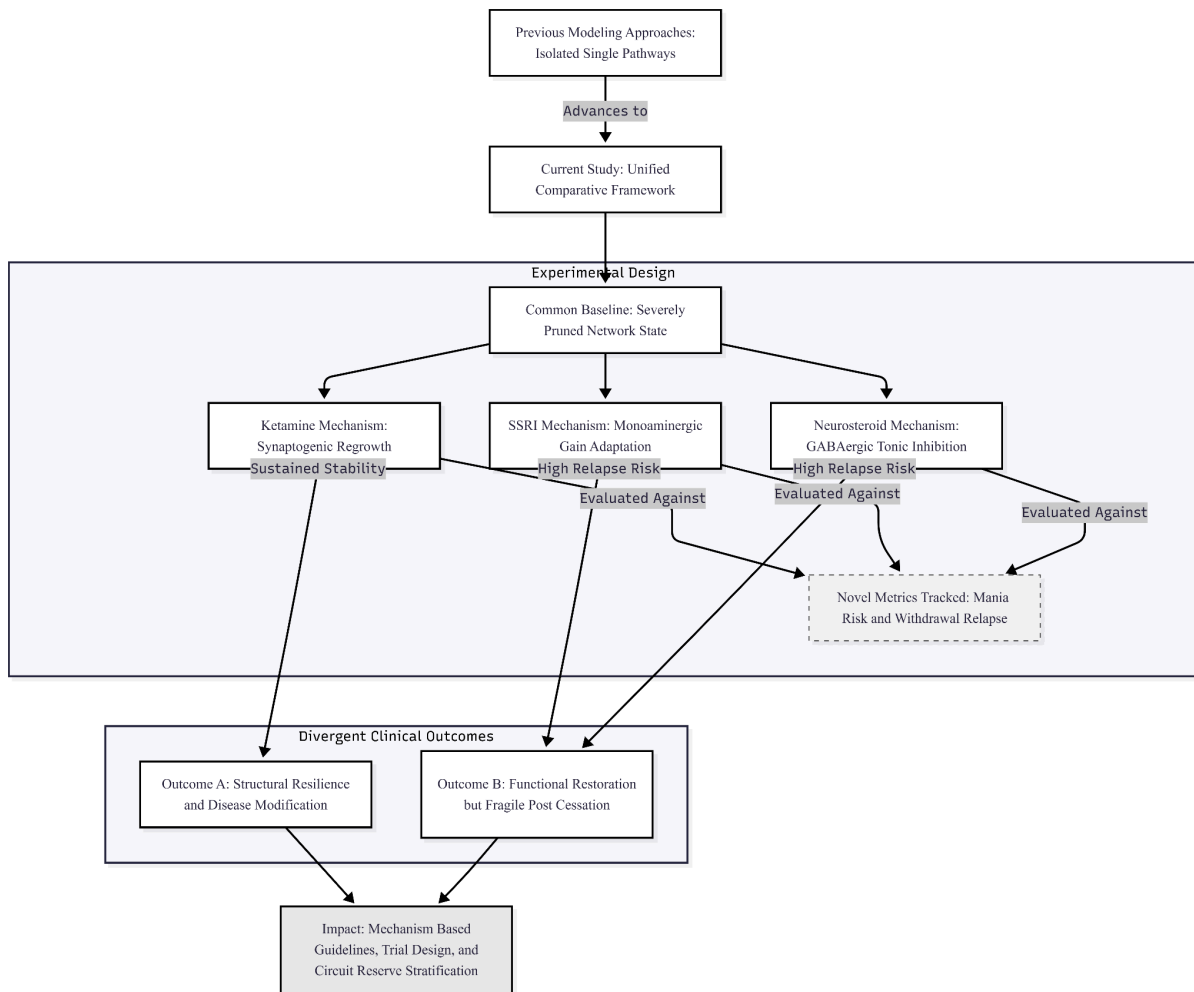 Previous Modeling Approaches:
Isolated Single Pathways
Advances to
Current Study: Unified
Comparative Framework
Experimental Design
Common Baseline: Severely
Pruned Network State
Ketamine Mechanism:
Synaptogenic Regrowth
SSRI Mechanism: Monoaminergic
Gain Adaptation
Neurosteroid Mechanism:
GABAergic Tonic Inhibition
Sustained Stability
High Relapse Risk
High Relapse Risk
Evaluated Against
Evaluated Against
Evaluated Against
Novel Metrics Tracked: Mania
Risk and Withdrawal Relapse
Divergent Clinical Outcomes
Outcome A: Structural Resilience
and Disease Modification
Outcome B: Functional Restoration
but Fragile Post Cessation
Impact: Mechanism Based
Guidelines, Trial Design, and
Circuit Reserve Stratification